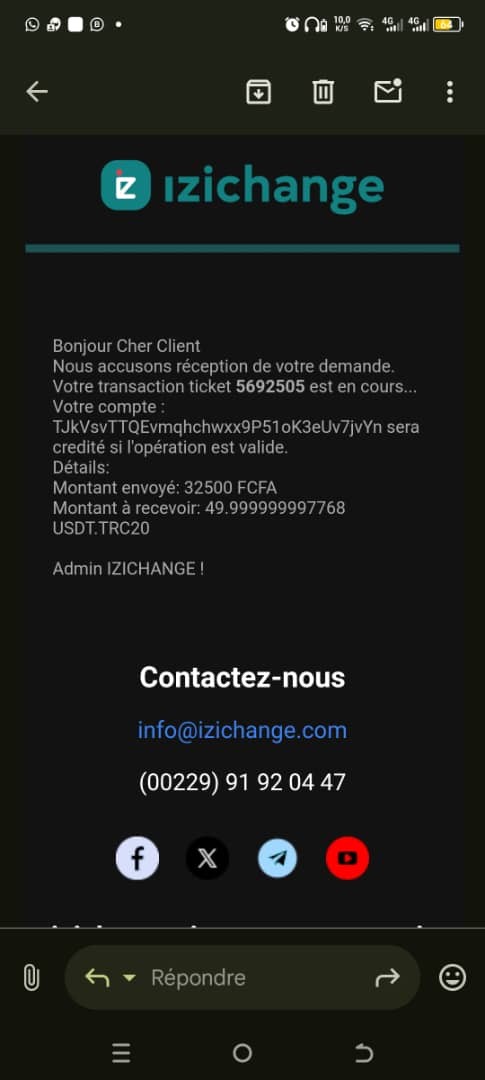 10,0
K/S
4G
4G
64
izichange
Bonjour Cher Client
Nous accusons réception de votre demande.
Votre transaction ticket 5692505 est en cours...
Votre compte :
TJkVsvTTQEvmqhchwxx9P51oK3eUv7jvYn sera
credité si l'opération est valide.
Détails:
Montant envoyé: 32500 FCFA
Montant à recevoir: 49.999999997768
USDT.TRC20
Admin IZICHANGE !
Contactez-nous
info@izichange.com
(00229) 91 92 04 47
Répondre